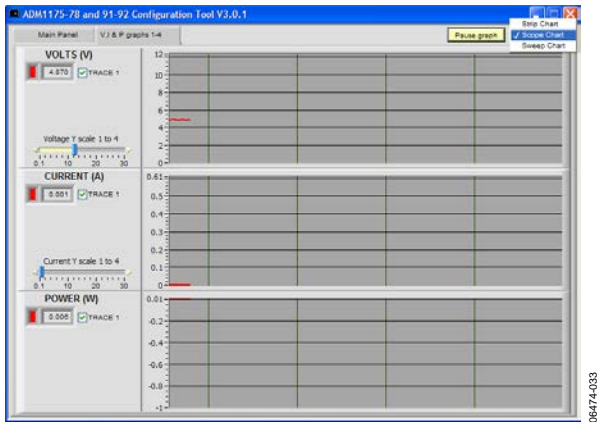 ADM1175-78 and 91-92 Configuration Tool V3.0.1
Strip Chart
Scope Chart
Sweep Chart
Main Panel
V,I & P graphs 1-4
Pause graph
VOLTS (V)
4.870
TRACE 1
Voltage Y scale 1 to 4
0.1 10 20 30
12
10
8
6
4
2
0
CURRENT (A)
0.001
TRACE 1
Current Y scale 1 to 4
0.1 10 20 30
0.61
0.5
0.4
0.3
0.2
0.1
0
POWER (W)
0.006
TRACE 1
0.01
-0.2
-0.4
-0.6
-0.8
-1
06474-033